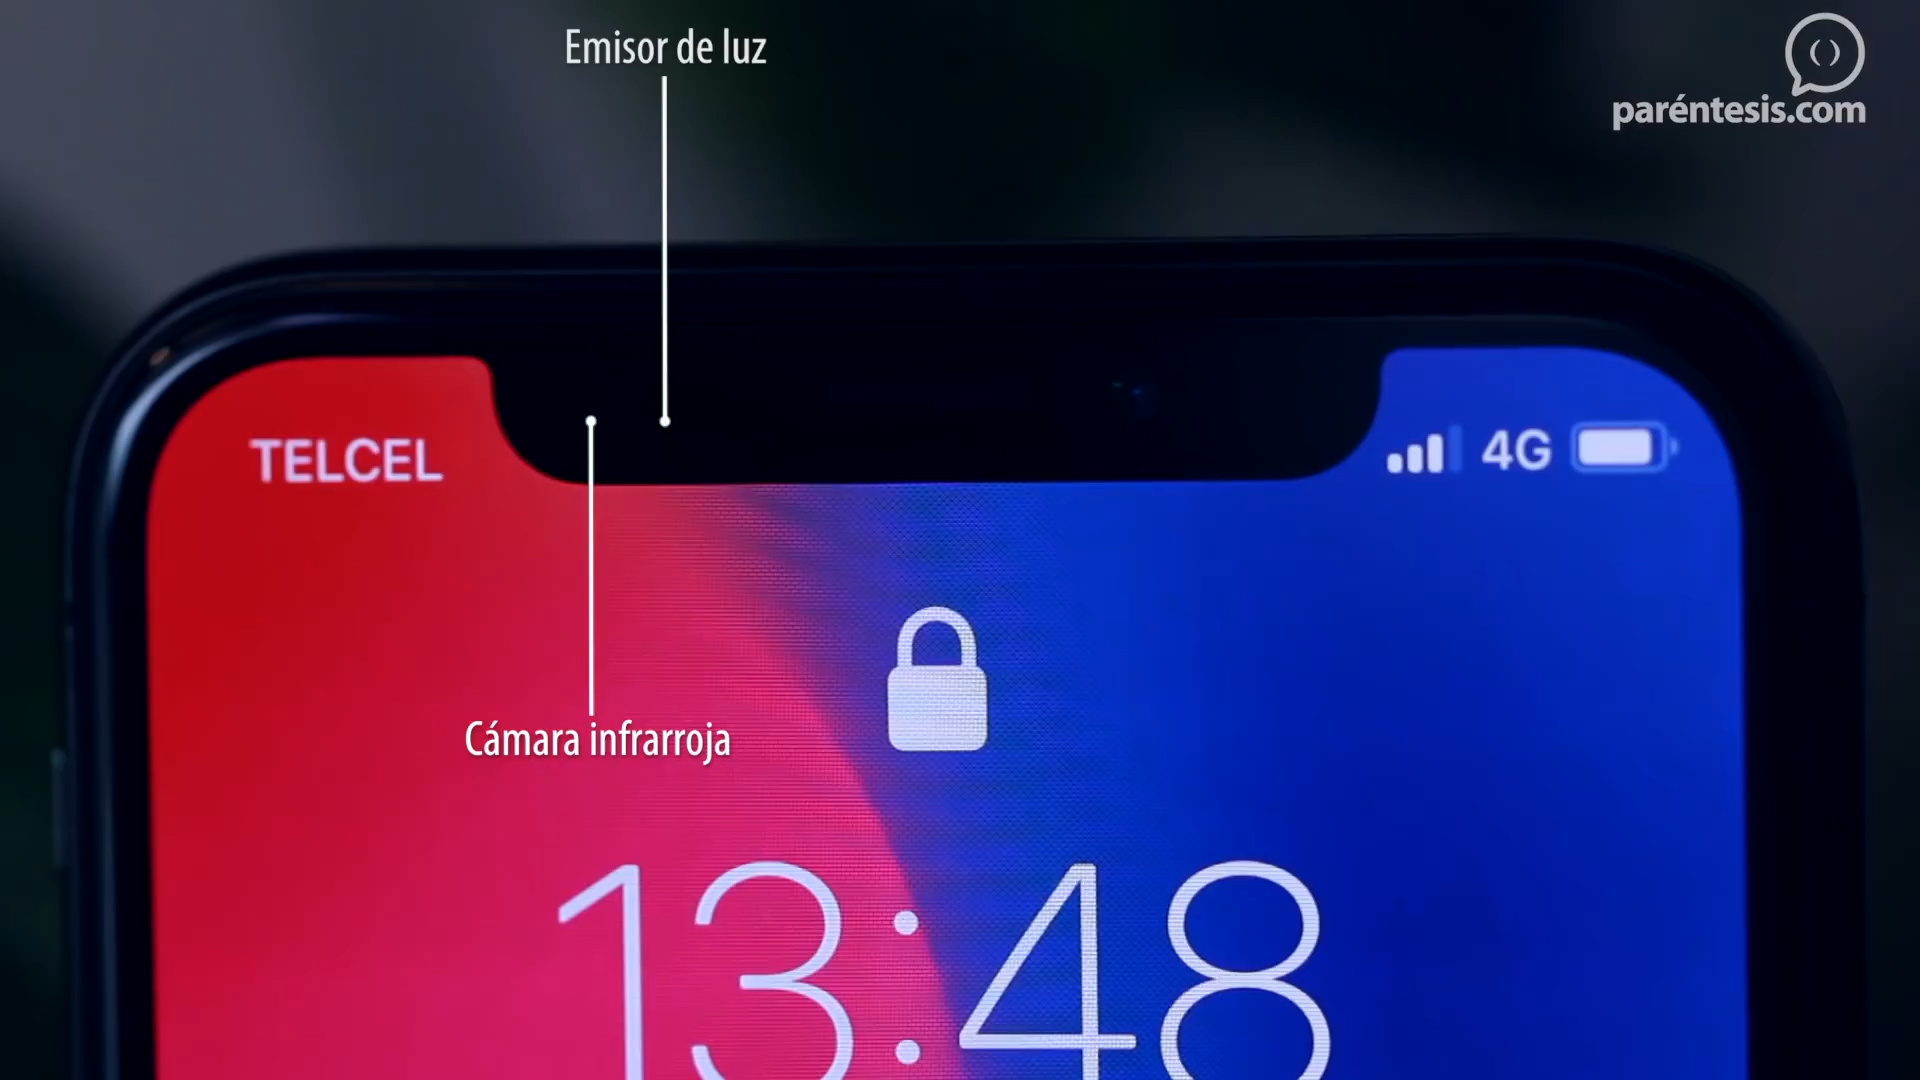 Emisor de luz
( )
paréntesis.com
TELCEL
4G
Cámara infrarroja
13:48